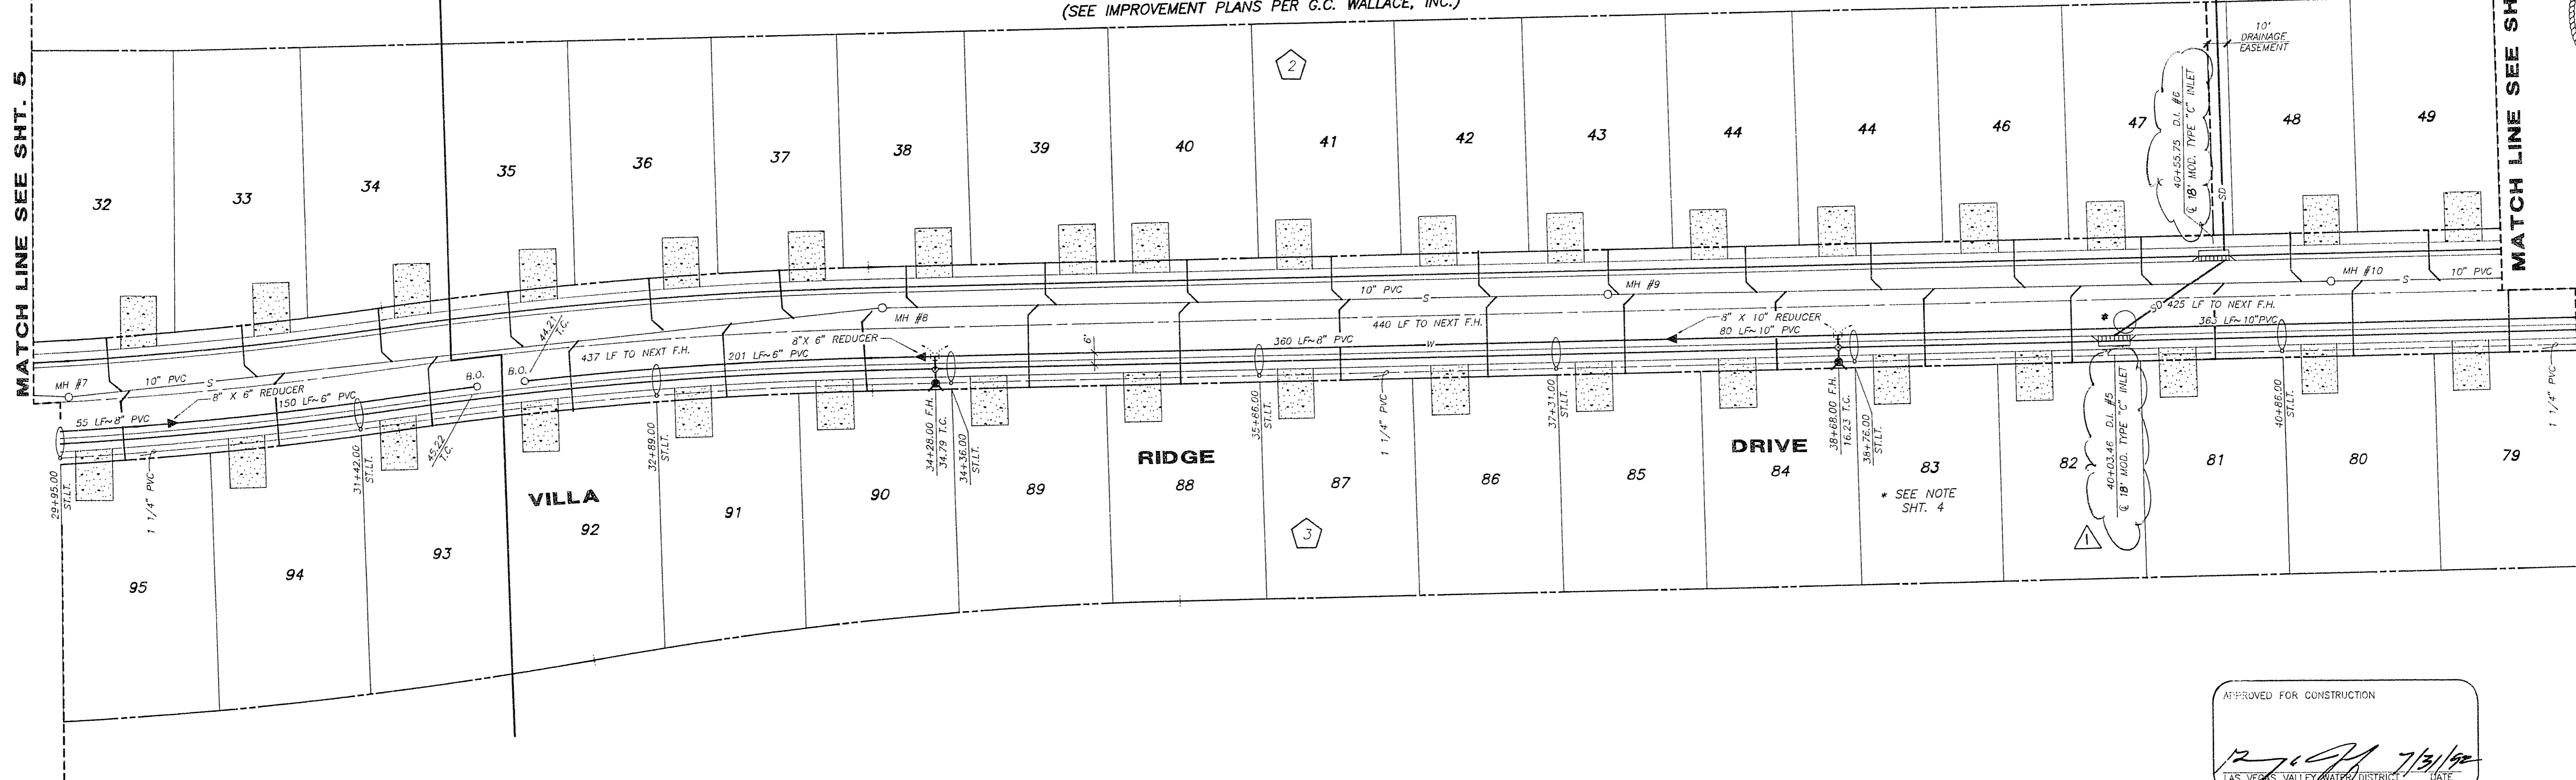 (SEE IMPROVEMENT PLANS PER G.C. WALLACE, INC.)
MATCH LINE SEE SHT. 5
10'
DRAINAGE
EASEMENT
2
32
33
34
35
36
37
38
39
40
41
42
43
44
44
46
47
48
49
40+55.75 D.I. #6
℄ 18' MOD. TYPE "C" INLET
SD
MH #7
10" PVC
S
8" X 6" REDUCER
55 LF~8" PVC
150 LF~6" PVC
B.O.
45.22
T.C.
B.O.
44.21
T.C.
437 LF TO NEXT F.H.
201 LF~6" PVC
MH #8
8"X 6" REDUCER
6'
10" PVC
S
440 LF TO NEXT F.H.
360 LF~8" PVC
W
MH #9
8" X 10" REDUCER
80 LF~10" PVC
*
SD
425 LF TO NEXT F.H.
363 LF~10"PVC
MH #10
S
10" PVC
29+95.00
ST.LT.
1 1/4" PVC
31+42.00
ST.LT.
32+89.00
ST.LT.
34+28.00 F.H.
34.79 T.C.
34+36.00
ST.LT.
35+86.00
ST.LT.
1 1/4" PVC
37+31.00
ST.LT.
38+68.00 F.H.
16.23 T.C.
38+76.00
ST.LT.
40+03.46 D.I. #5
℄ 18' MOD. TYPE "C" INLET
40+86.00
ST.LT.
1 1/4" PVC
VILLA
RIDGE
DRIVE
95
94
93
92
91
90
89
88
87
86
85
84
83
82
81
80
79
* SEE NOTE
SHT. 4
3
1
APPROVED FOR CONSTRUCTION
7/31/92
LAS VEGAS VALLEY WATER DISTRICT DATE
MATCH LINE SEE